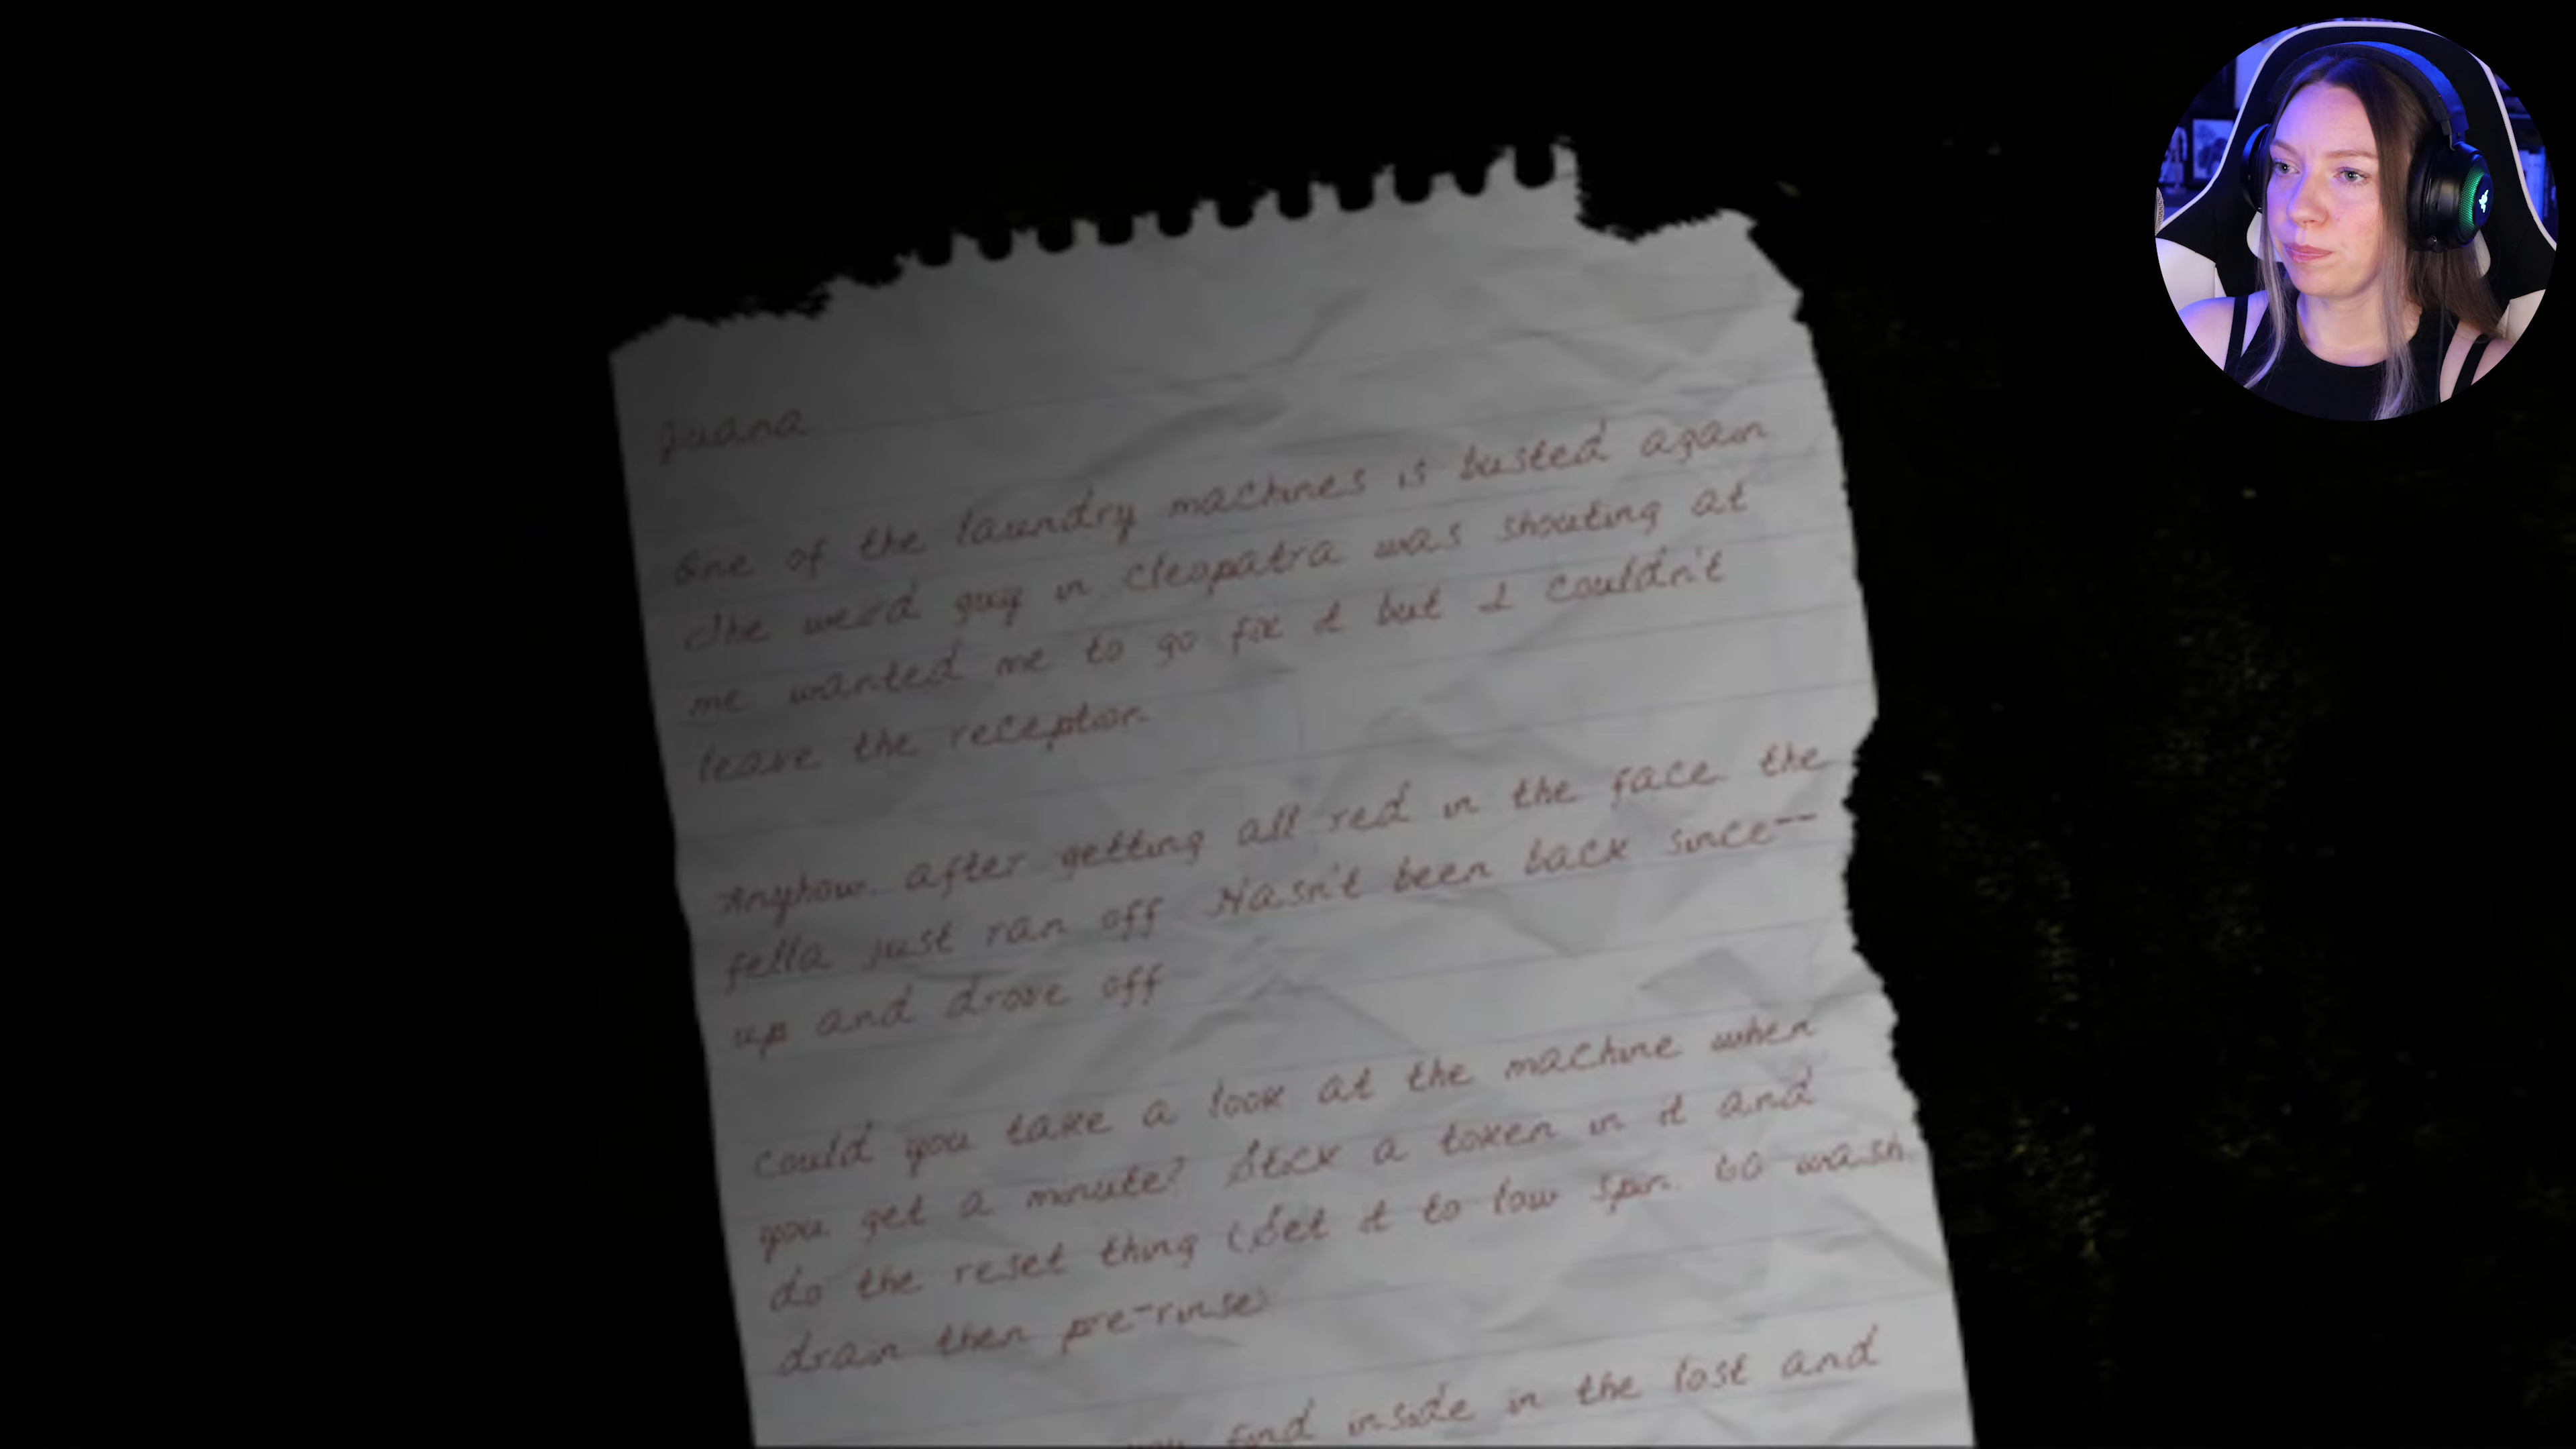 Juana
One of the laundry machines is busted again
The weird guy in Cleopatra was shouting at
me wanted me to go fix it but I couldn't
leave the reception
Anyhow after getting all red in the face the
fella just ran off Hasn't been back since--
up and drove off
Could you take a look at the machine when
you get a minute? Stick a token in it and
do the reset thing (Set it to low spin. to wash
drain then pre-rinse)
find inside in the lost and